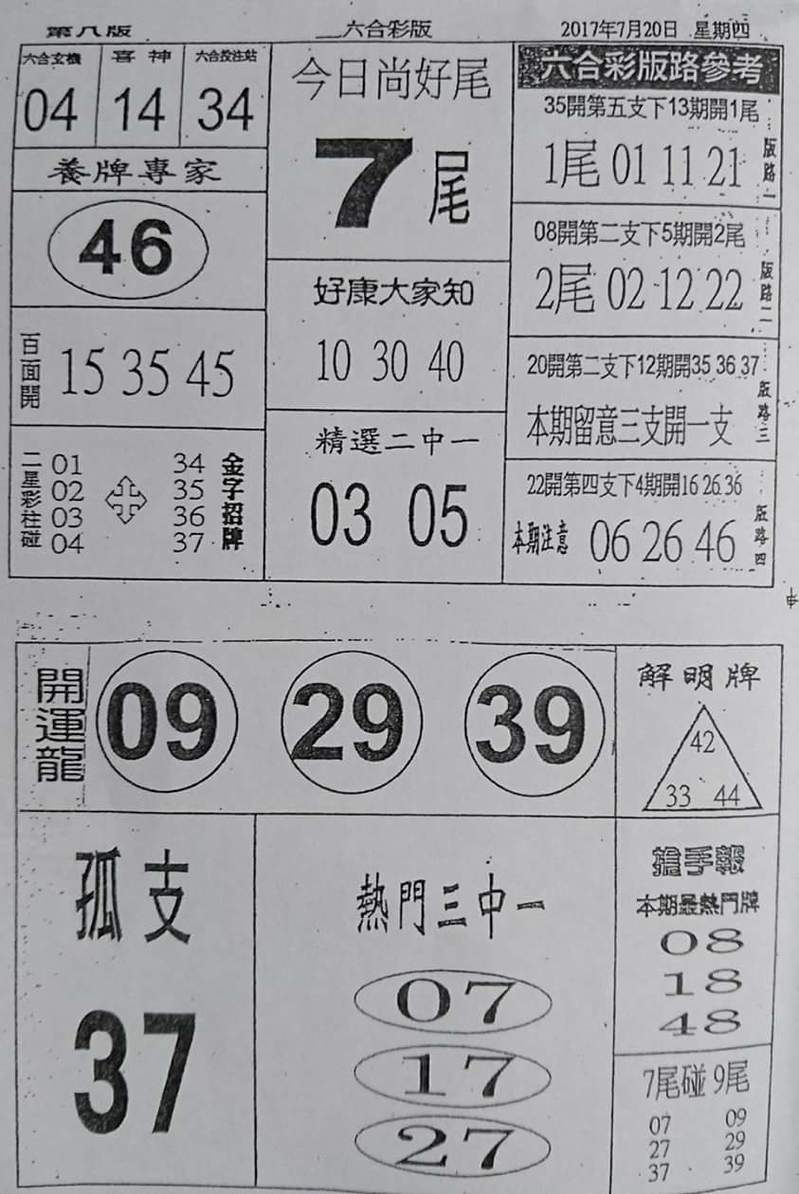 第八版 六合彩版 2017年7月20日 星期四
六合玄機 喜神 六合投注站
04 14 34
養牌專家
46
百面開
15 35 45
二星彩柱碰
01 34
02 35
03 36
04 37
金字招牌
今日尚好尾
7尾
好康大家知
10 30 40
精選二中一
03 05
六合彩版路參考
35開第五支下13期開1尾
1尾 01 11 21
版路一
08開第二支下5期開2尾
2尾 02 12 22
版路二
20開第二支下12期開35 36 37
本期留意三支開一支
版路三
22開第四支下4期開16 26 36
本期注意 06 26 46
版路四
中
開運龍
09 29 39
解明牌
42
33 44
孤支
37
熱門三中一
07
17
27
搶手報
本期最熱門牌
08
18
48
7尾碰9尾
07 09
27 29
37 39